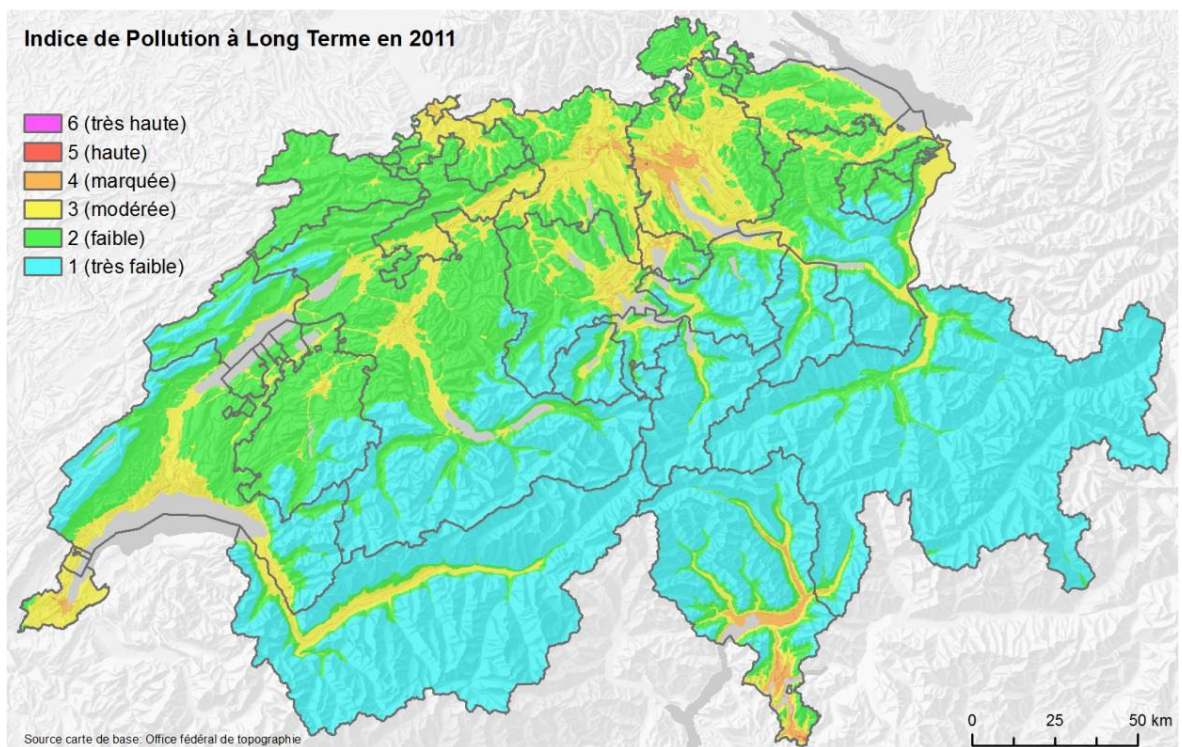 Indice de Pollution à Long Terme en 2011
6 (très haute)
5 (haute)
4 (marquée)
3 (modérée)
2 (faible)
1 (très faible)
Source carte de base: Office fédéral de topographie
0 25 50 km